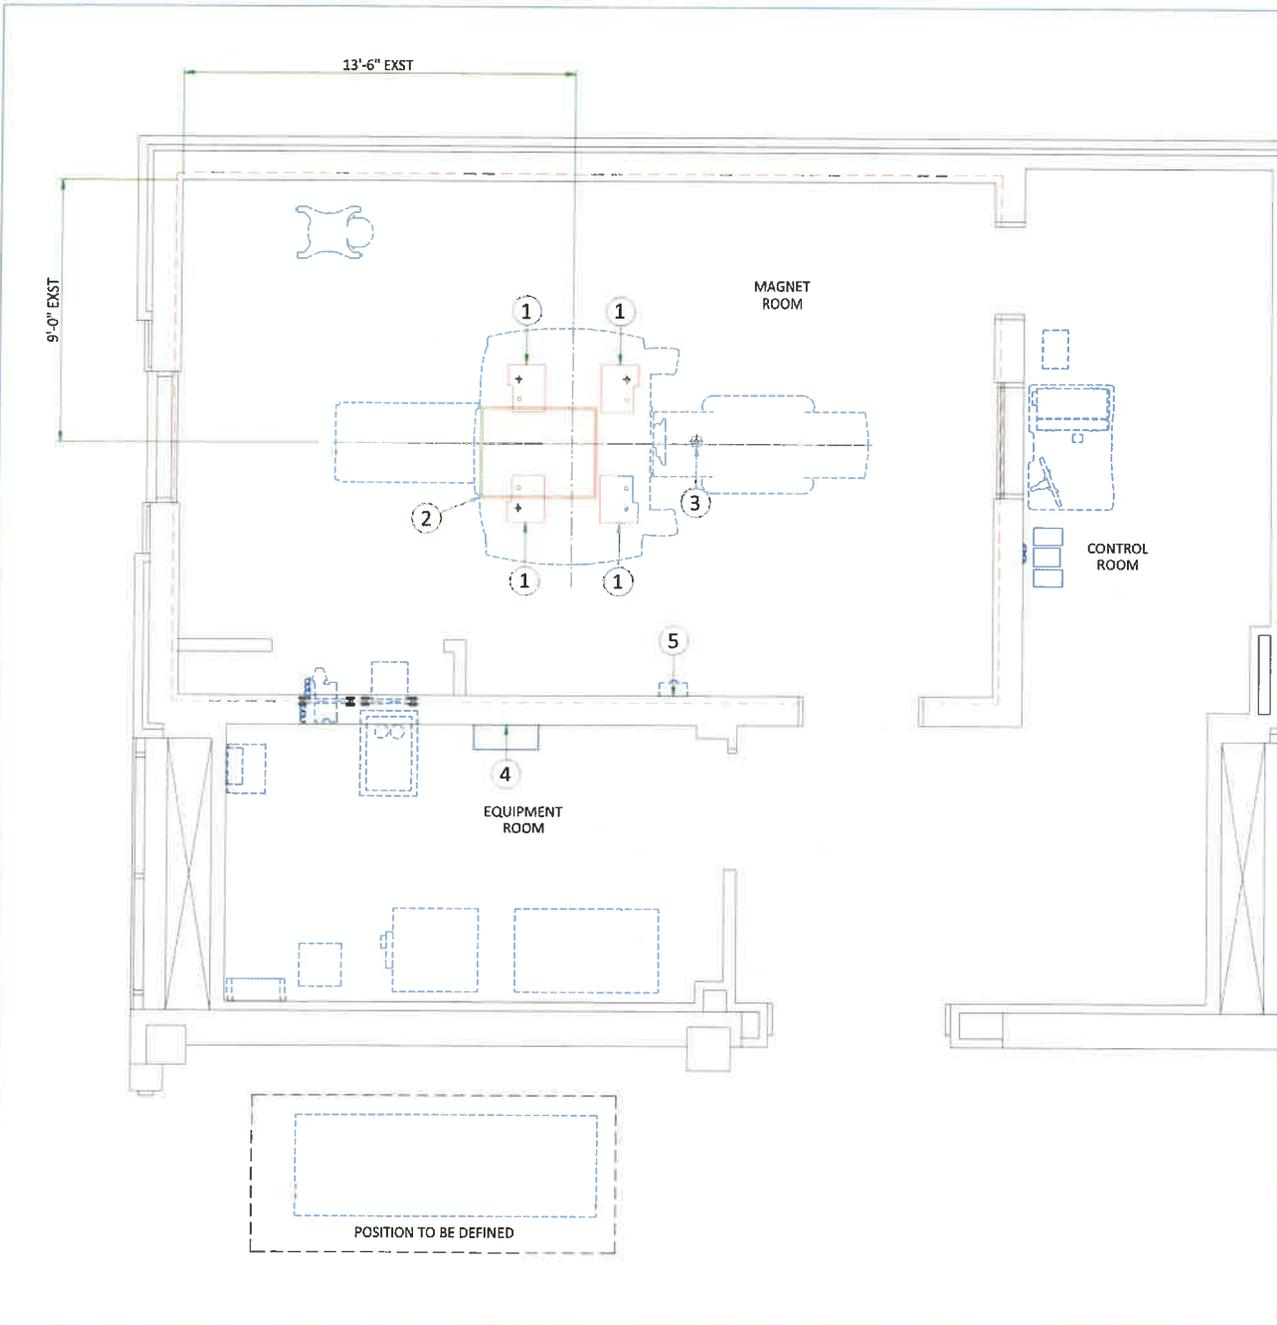 13'-6" EXST
9'-0" EXST
MAGNET
ROOM
1
1
2
3
1
1
CONTROL
ROOM
5
4
EQUIPMENT
ROOM
POSITION TO BE DEFINED